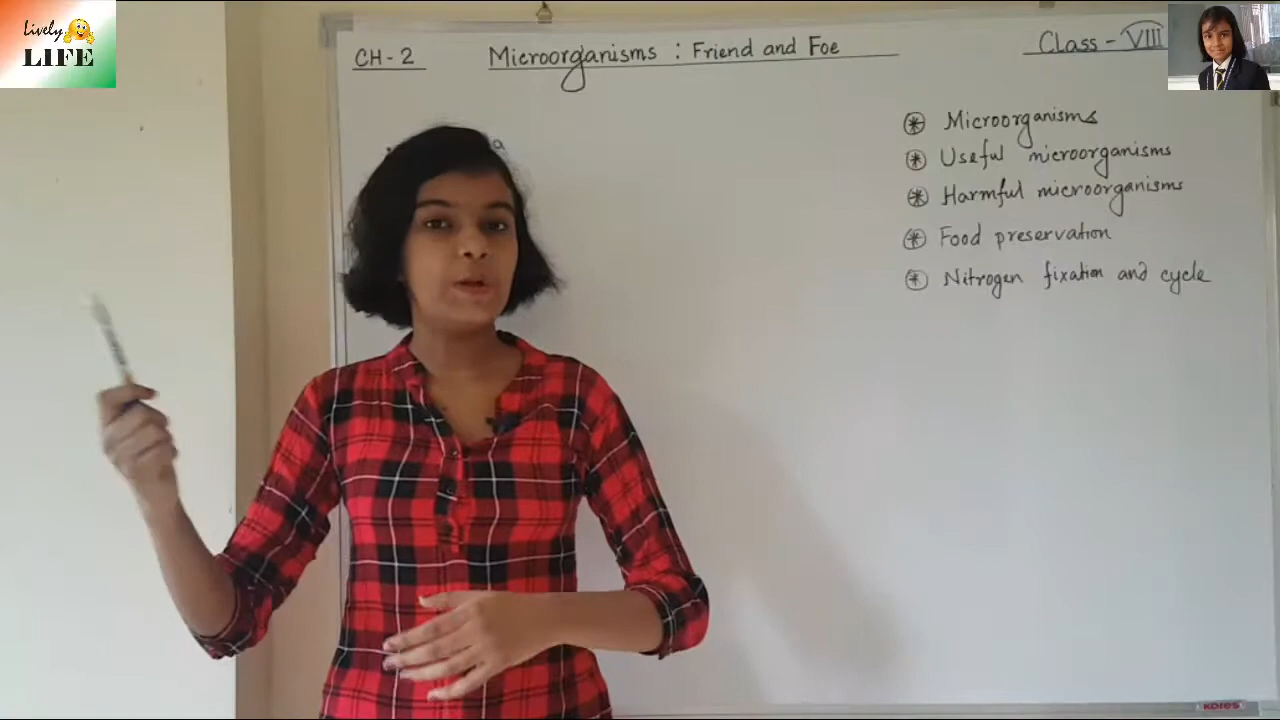 Lively
LIFE
CH-2
Microorganisms : Friend and Foe
Class - VIII
Microorganisms
Useful microorganisms
Harmful microorganisms
Food preservation
Nitrogen fixation and cycle
KORES